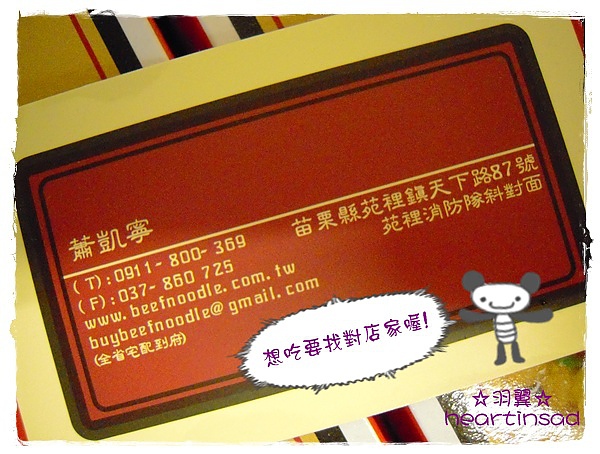 蕭凱寧
苗栗縣苑裡鎮天下路87號
苑裡消防隊斜對面
(T):0911-800-369
(F):037-860 725
www.beefnoodle.com.tw
buybeefnoodle@gmail.com
(全省宅配到府)
想吃要找對店家喔!
☆羽翼☆
heartinsad